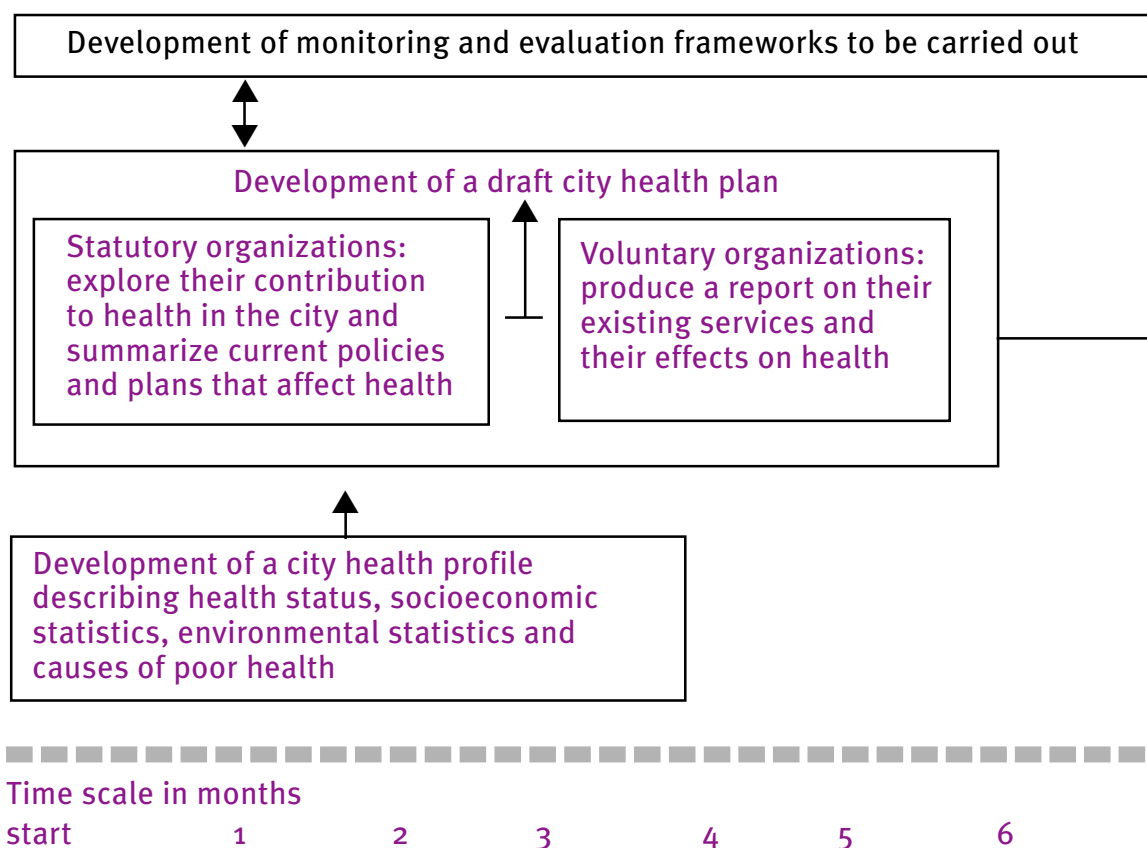 Development of monitoring and evaluation frameworks to be carried out
Development of a draft city health plan
Statutory organizations:
explore their contribution
to health in the city and
summarize current policies
and plans that affect health
Voluntary organizations:
produce a report on their
existing services and
their effects on health
Development of a city health profile
describing health status, socioeconomic
statistics, environmental statistics and
causes of poor health
Time scale in months
start 1 2 3 4 5 6